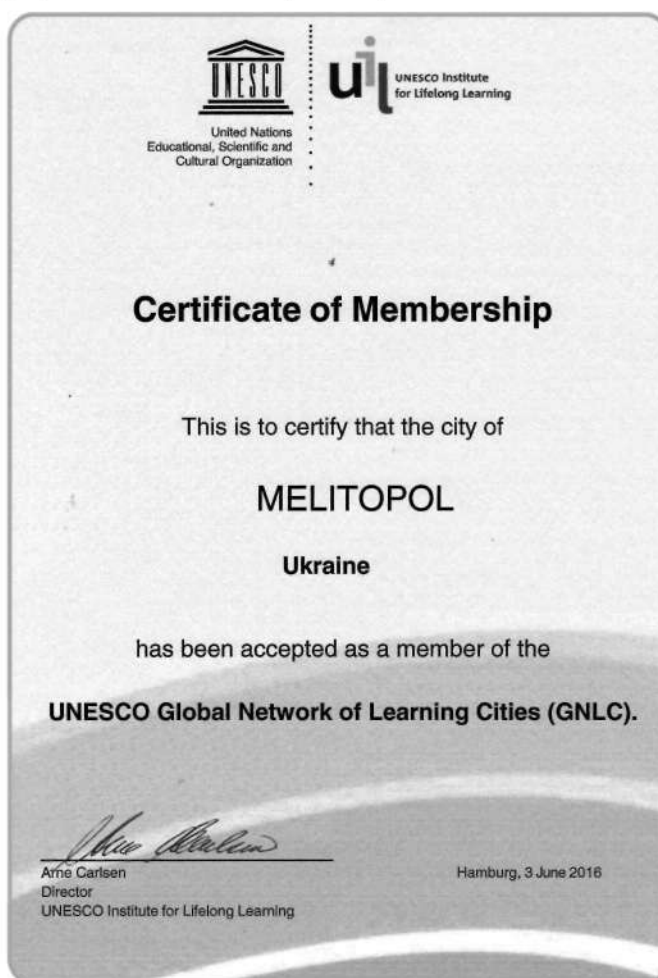 UNESCO
United Nations
Educational, Scientific and
Cultural Organization
uil
UNESCO Institute
for Lifelong Learning
Certificate of Membership
This is to certify that the city of
MELITOPOL
Ukraine
has been accepted as a member of the
UNESCO Global Network of Learning Cities (GNLC).
Arne Carlsen
Director
UNESCO Institute for Lifelong Learning
Hamburg, 3 June 2016